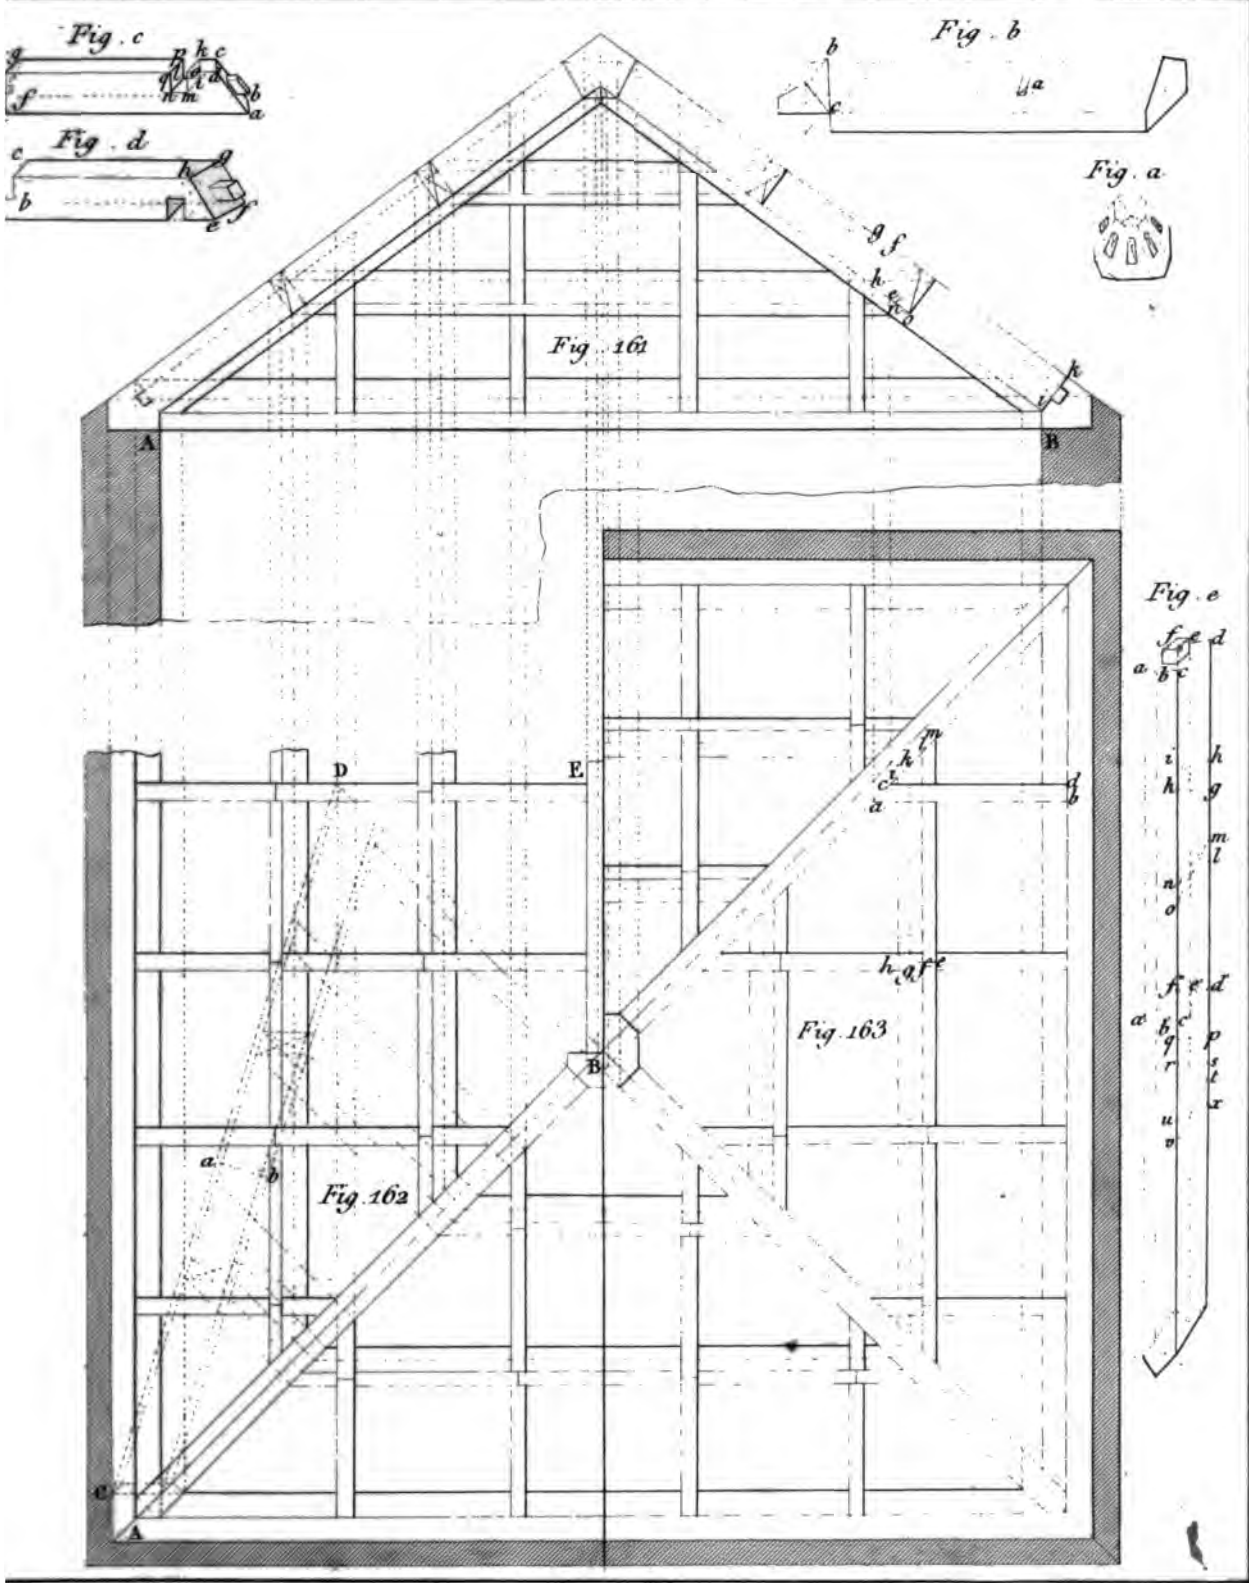 Fig. c
g p k c
q l o i d
n m b
f a
Fig. d
c h g
b f
e
Fig. b
b
a
c
Fig. a
g f
h
e
n o
k
i
Fig. 161
A B
Fig. e
f e d
a b c
i h
h g
m
l
n
o
f e d
a b c
q p
r s
t
x
u
v
D E
m
l
k
i
c d
a b
h g f e
Fig. 163
B
a b
Fig. 162
C
A